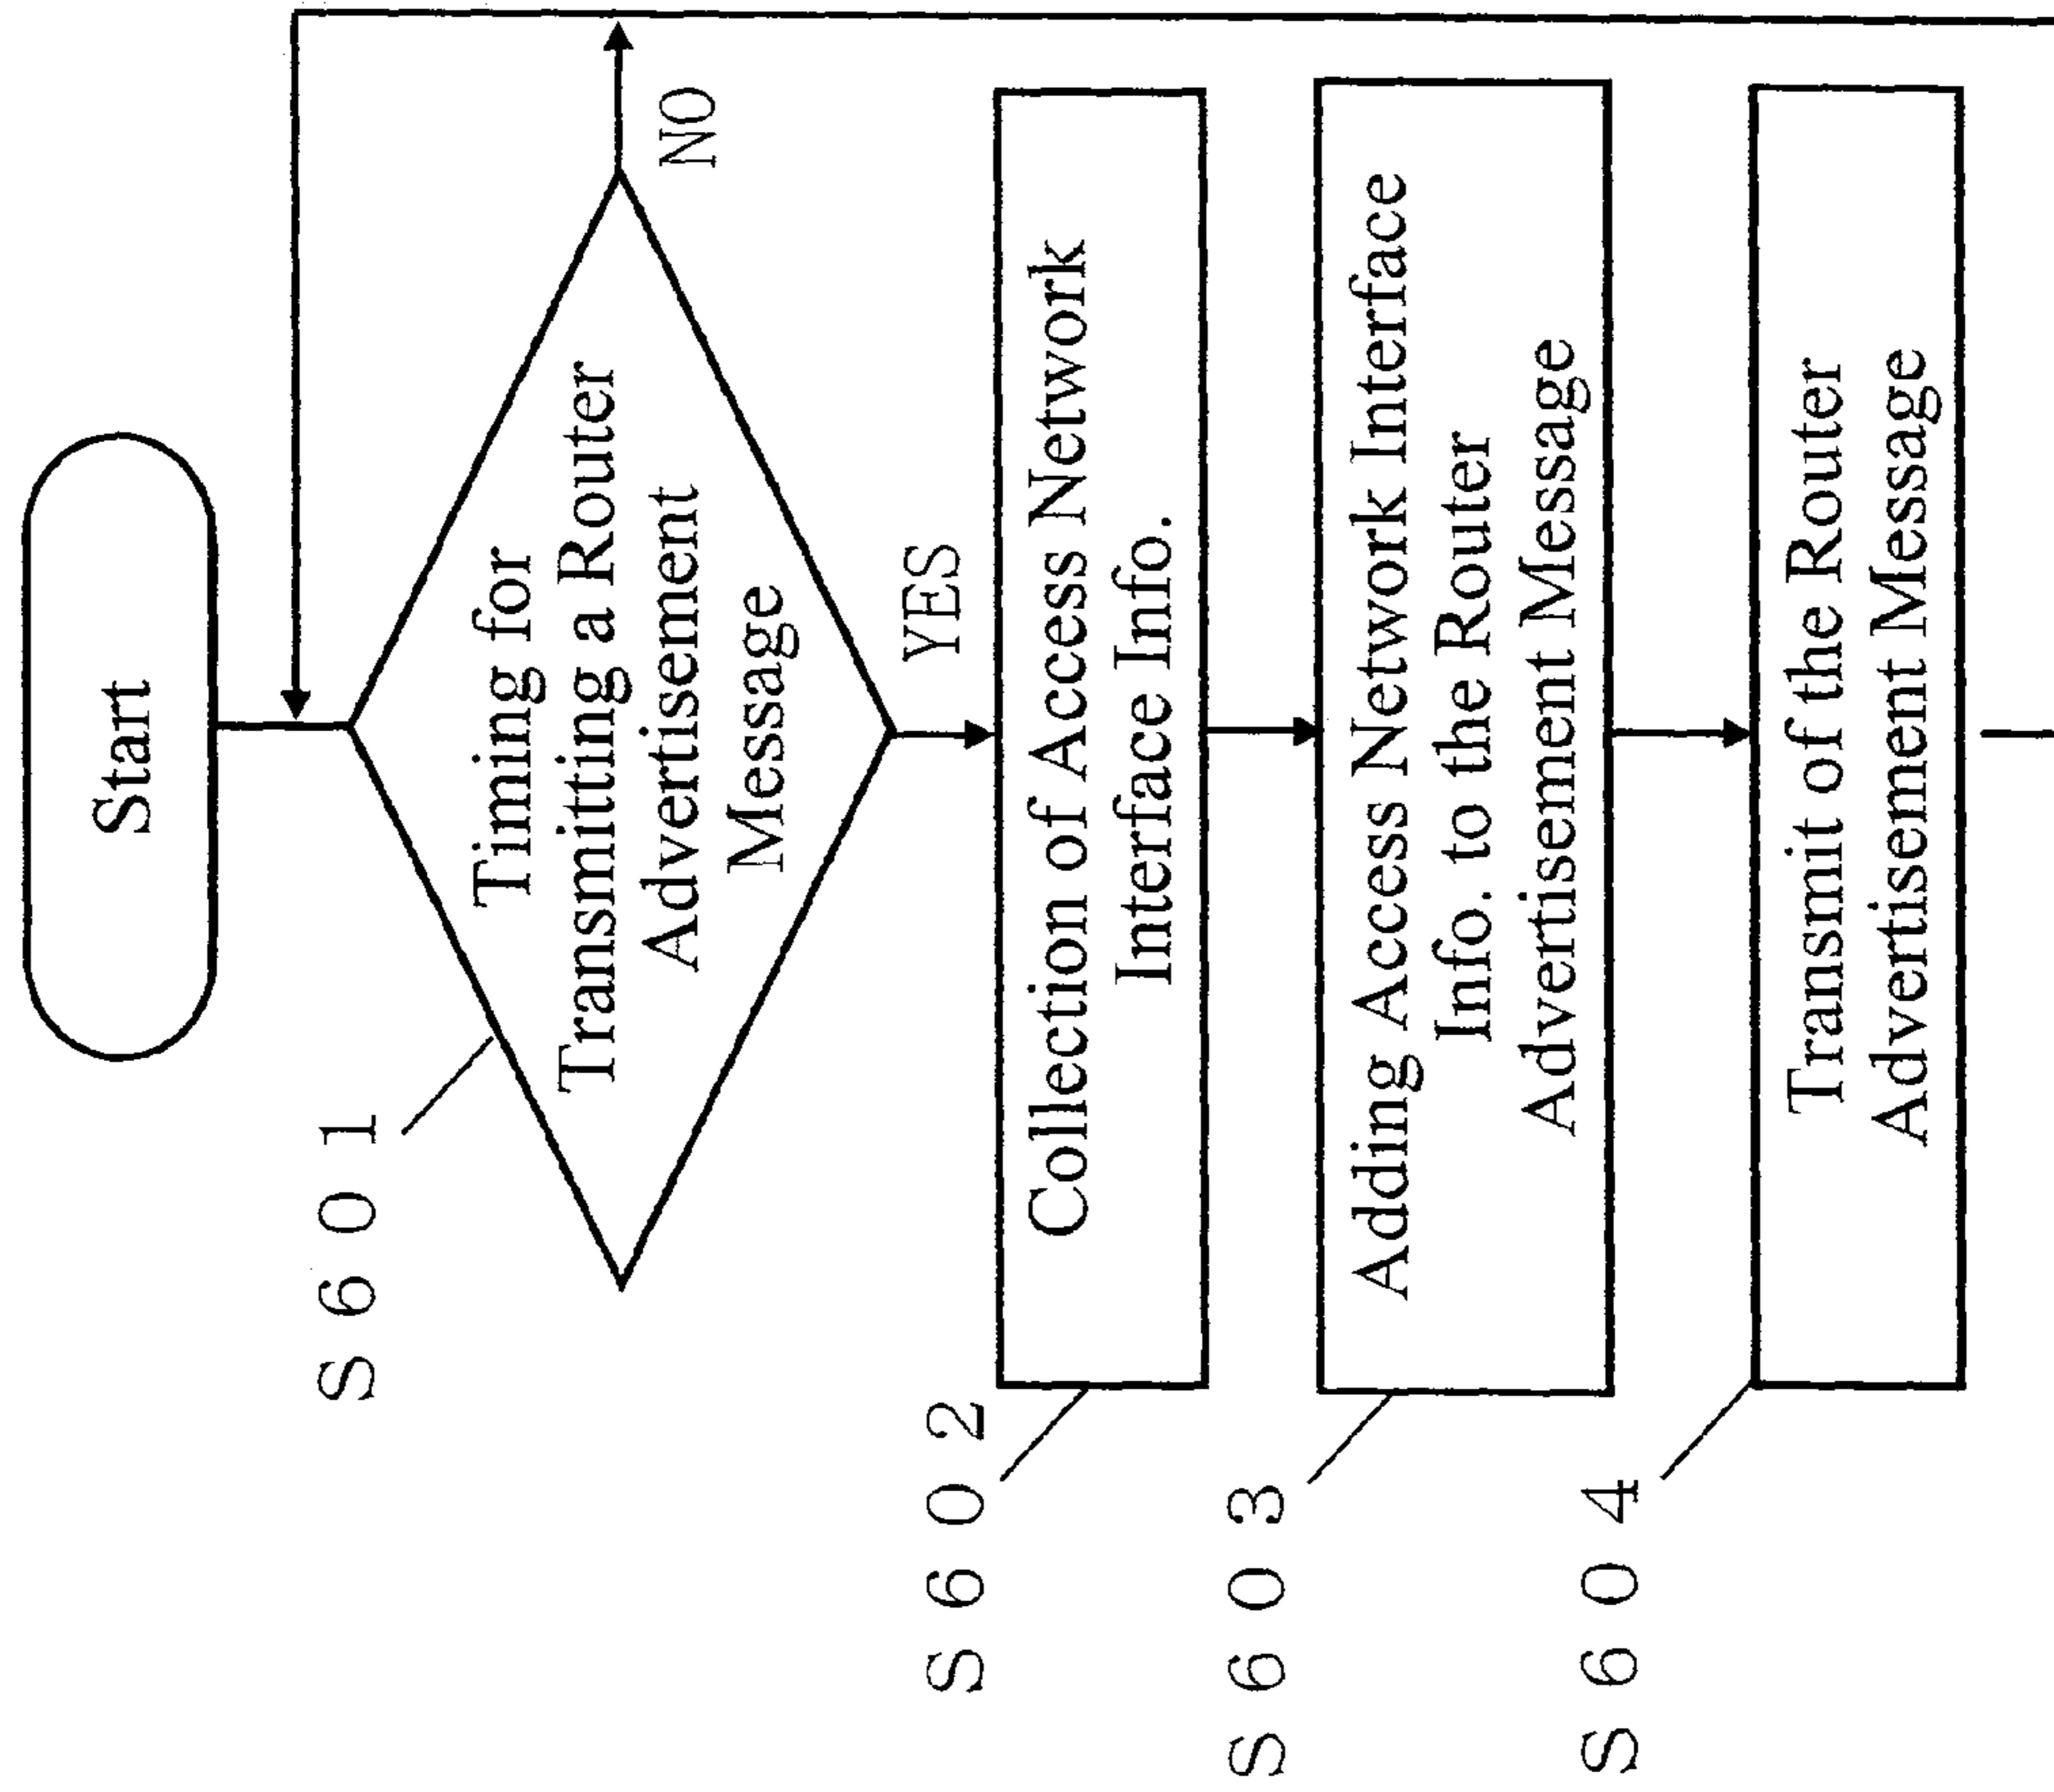 Start
S601
Timing for
Transmitting a Router
Advertisement
Message
NO
YES
S602
Collection of Access Network
Interface Info.
S603
Adding Access Network Interface
Info. to the Router
Advertisement Message
S604
Transmit of the Router
Advertisement Message